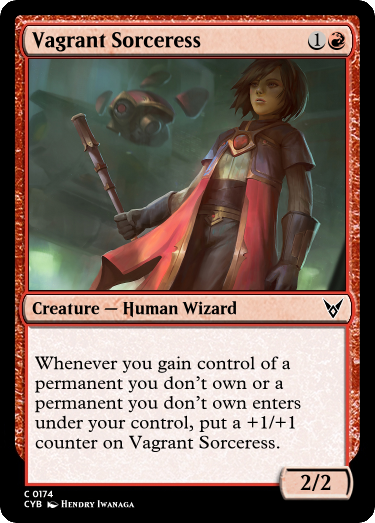 Vagrant Sorceress 1
Creature — Human Wizard
Whenever you gain control of a
permanent you don't own or a
permanent you don't own enters
under your control, put a +1/+1
counter on Vagrant Sorceress.
2/2
C 0174
CYB Hendry Iwanaga